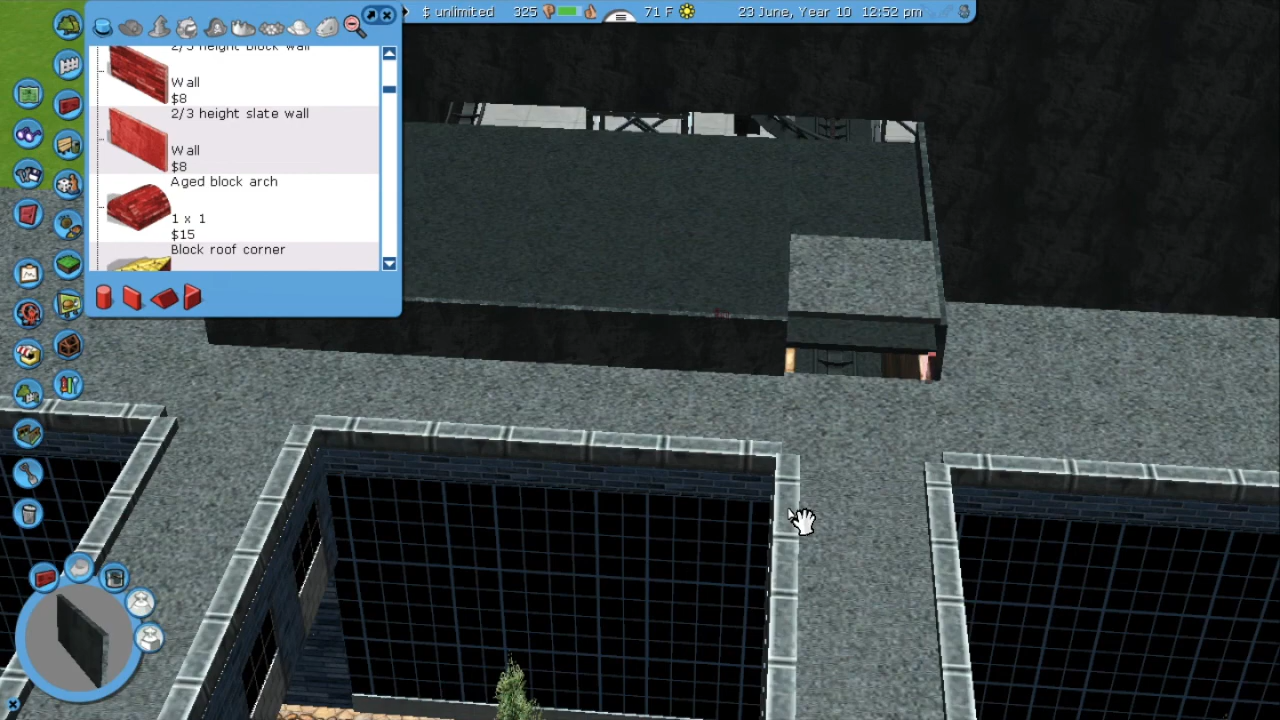 $ unlimited 325 71 F 23 June, Year 10 12:52 pm
2/3 height block wall
Wall
$8
2/3 height slate wall
Wall
$8
Aged block arch
1 x 1
$15
Block roof corner